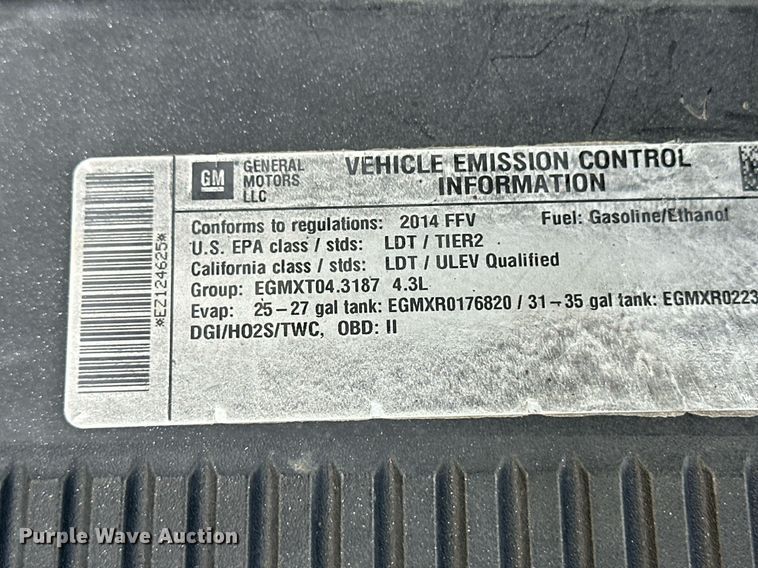 *EZ124625*
GM
GENERAL
MOTORS
LLC
VEHICLE EMISSION CONTROL
INFORMATION
Conforms to regulations: 2014 FFV Fuel: Gasoline/Ethanol
U.S. EPA class / stds: LDT / TIER2
California class / stds: LDT / ULEV Qualified
Group: EGMXT04.3187 4.3L
Evap: 25-27 gal tank: EGMXR0176820 / 31-35 gal tank: EGMXR0223
DGI/HO2S/TWC, OBD: II
Purple Wave Auction